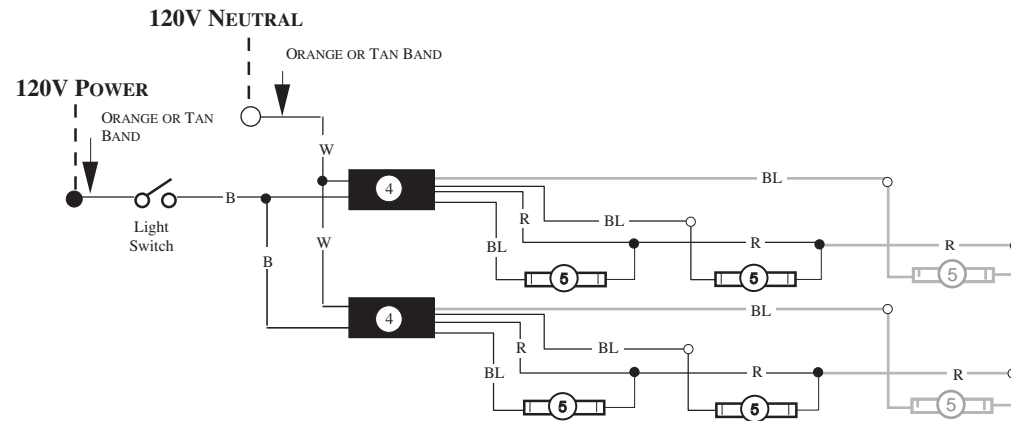 120V NEUTRAL
ORANGE OR TAN BAND
120V POWER
ORANGE OR TAN
BAND
W
4
BL
B
Light
Switch
R
BL
R
R
BL
W
B
5
5
5
4
BL
R
BL
R
R
BL
5
5
5